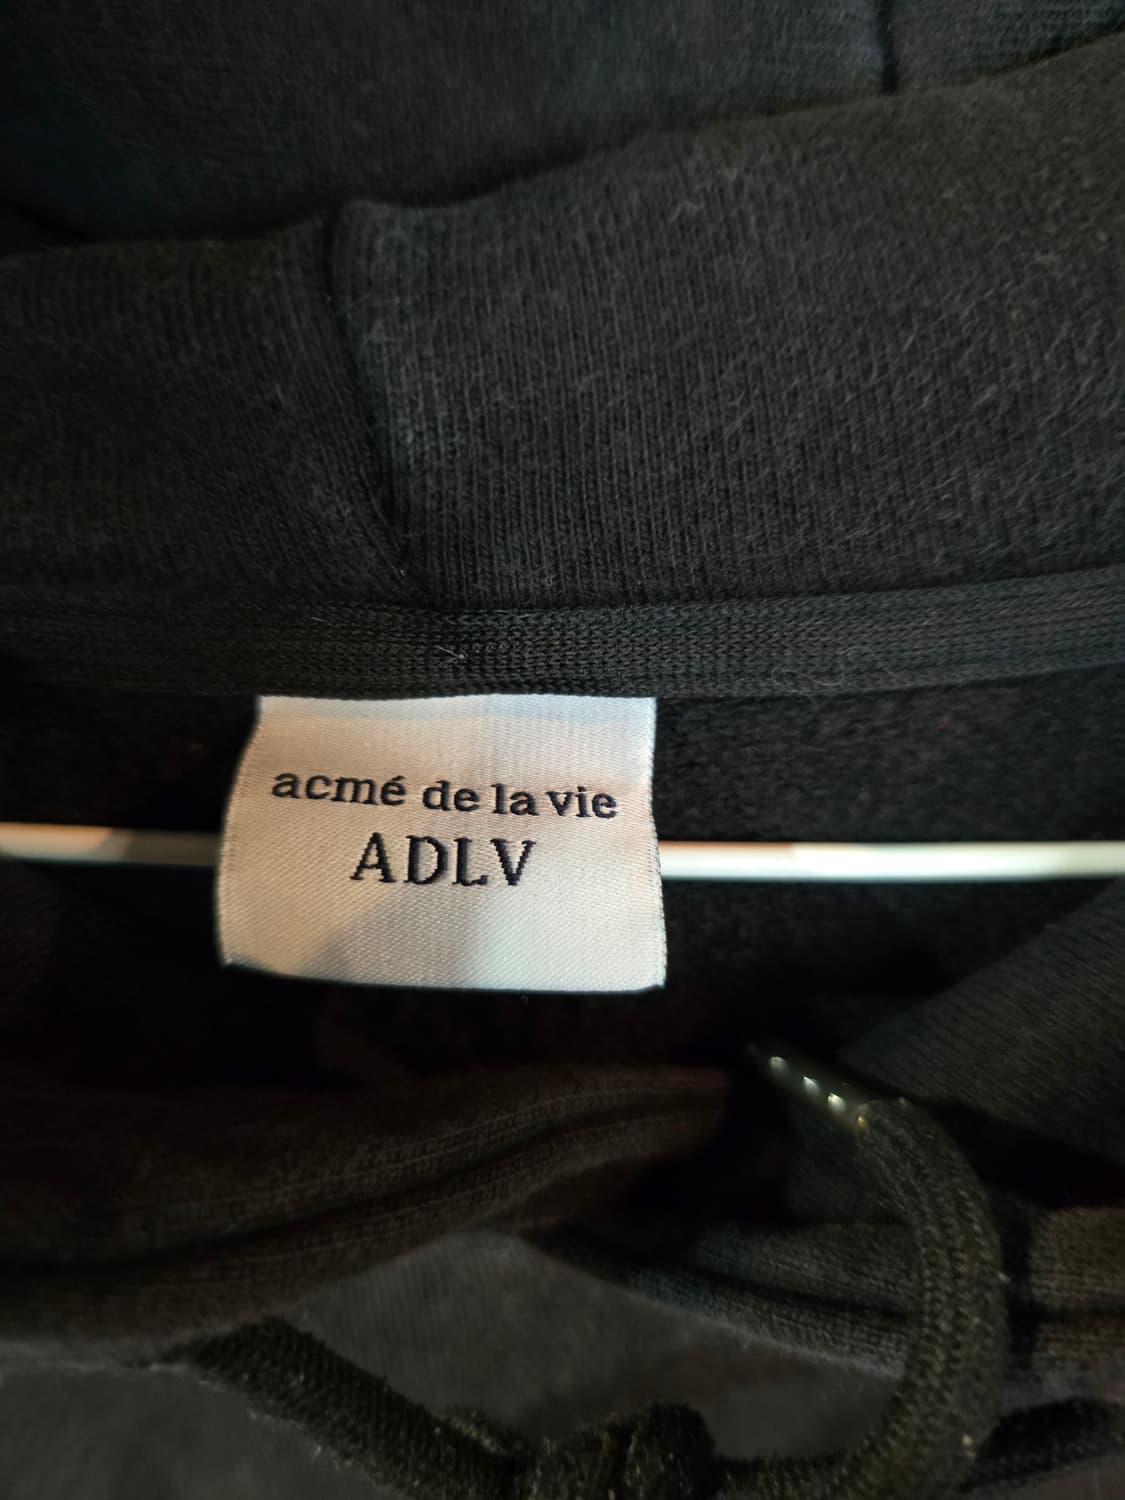 acmé de la vie
ADLV